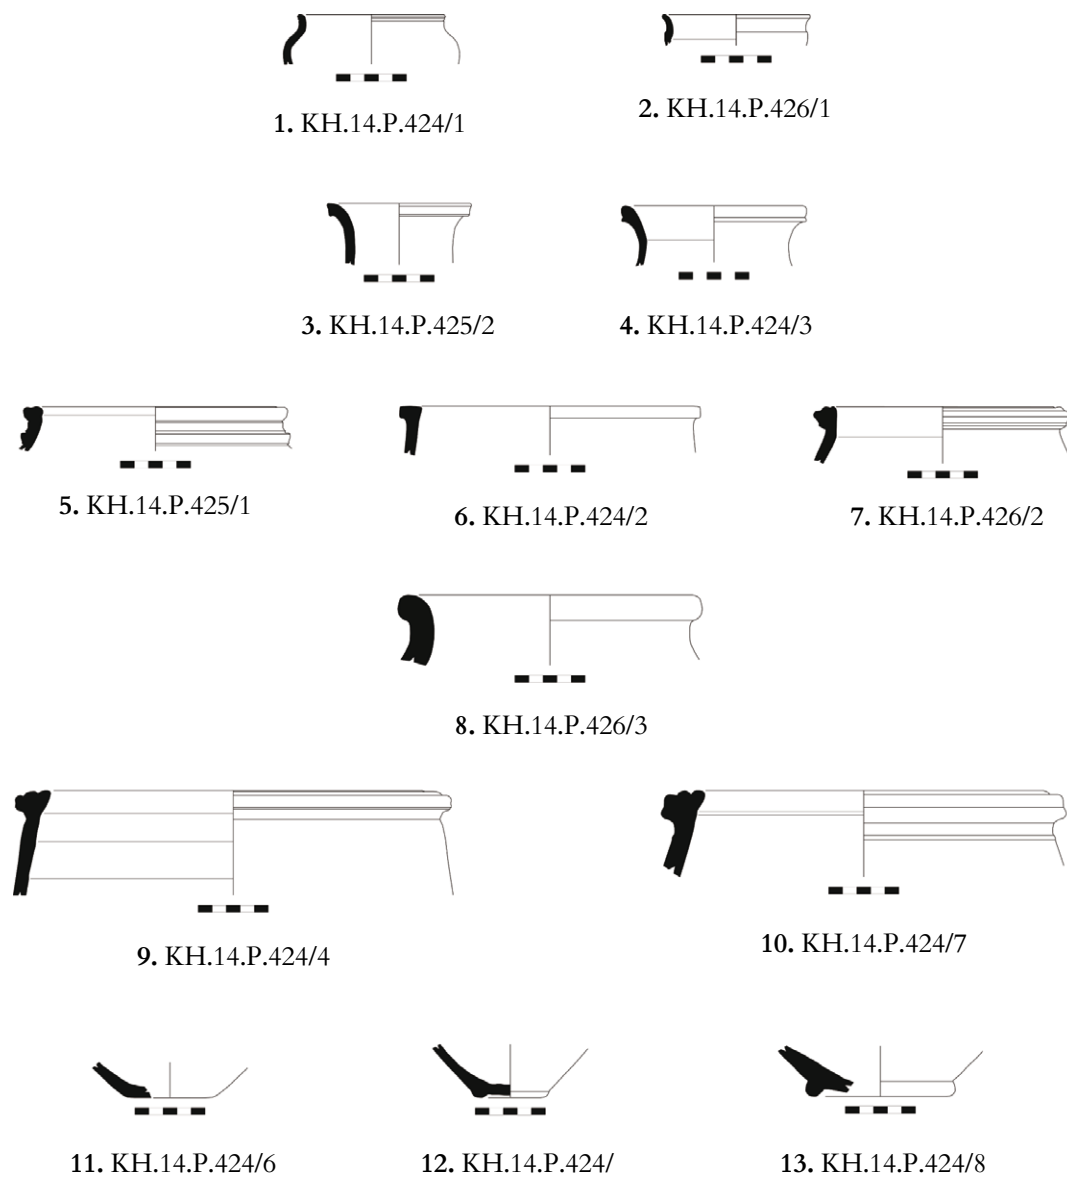 1. KH.14.P.424/1
2. KH.14.P.426/1
3. KH.14.P.425/2
4. KH.14.P.424/3
5. KH.14.P.425/1
6. KH.14.P.424/2
7. KH.14.P.426/2
8. KH.14.P.426/3
9. KH.14.P.424/4
10. KH.14.P.424/7
11. KH.14.P.424/6
12. KH.14.P.424/
13. KH.14.P.424/8